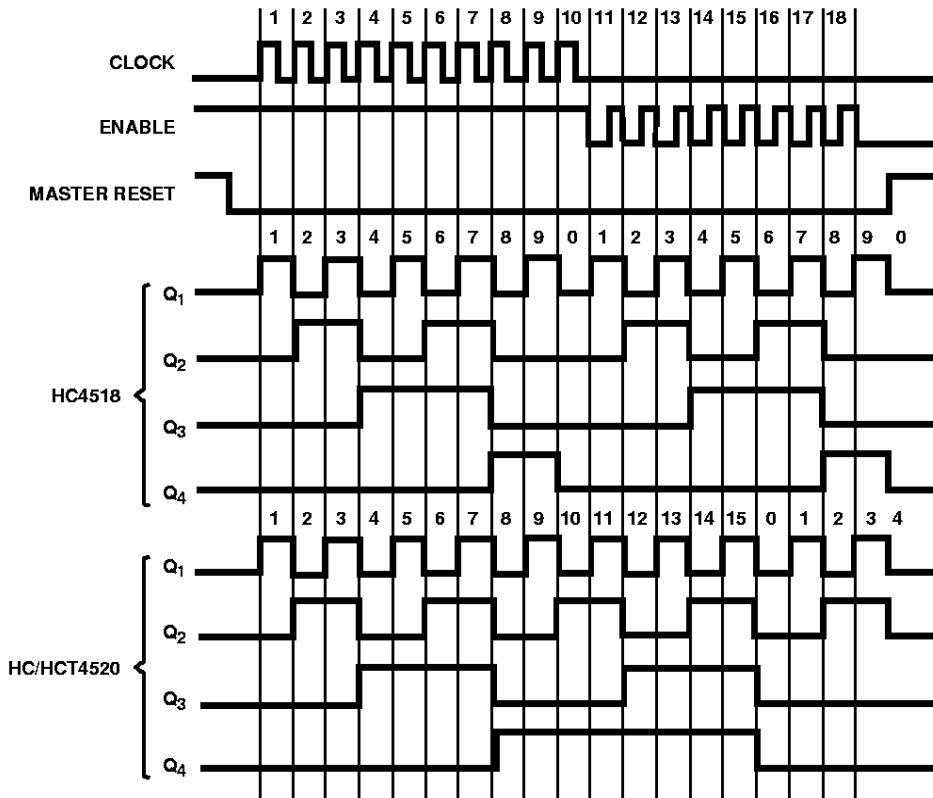 1 2 3 4 5 6 7 8 9 10 11 12 13 14 15 16 17 18
CLOCK
ENABLE
MASTER RESET
1 2 3 4 5 6 7 8 9 0 1 2 3 4 5 6 7 8 9 0
Q1
Q2
HC4518
Q3
Q4
1 2 3 4 5 6 7 8 9 10 11 12 13 14 15 0 1 2 3 4
Q1
Q2
HC/HCT4520
Q3
Q4